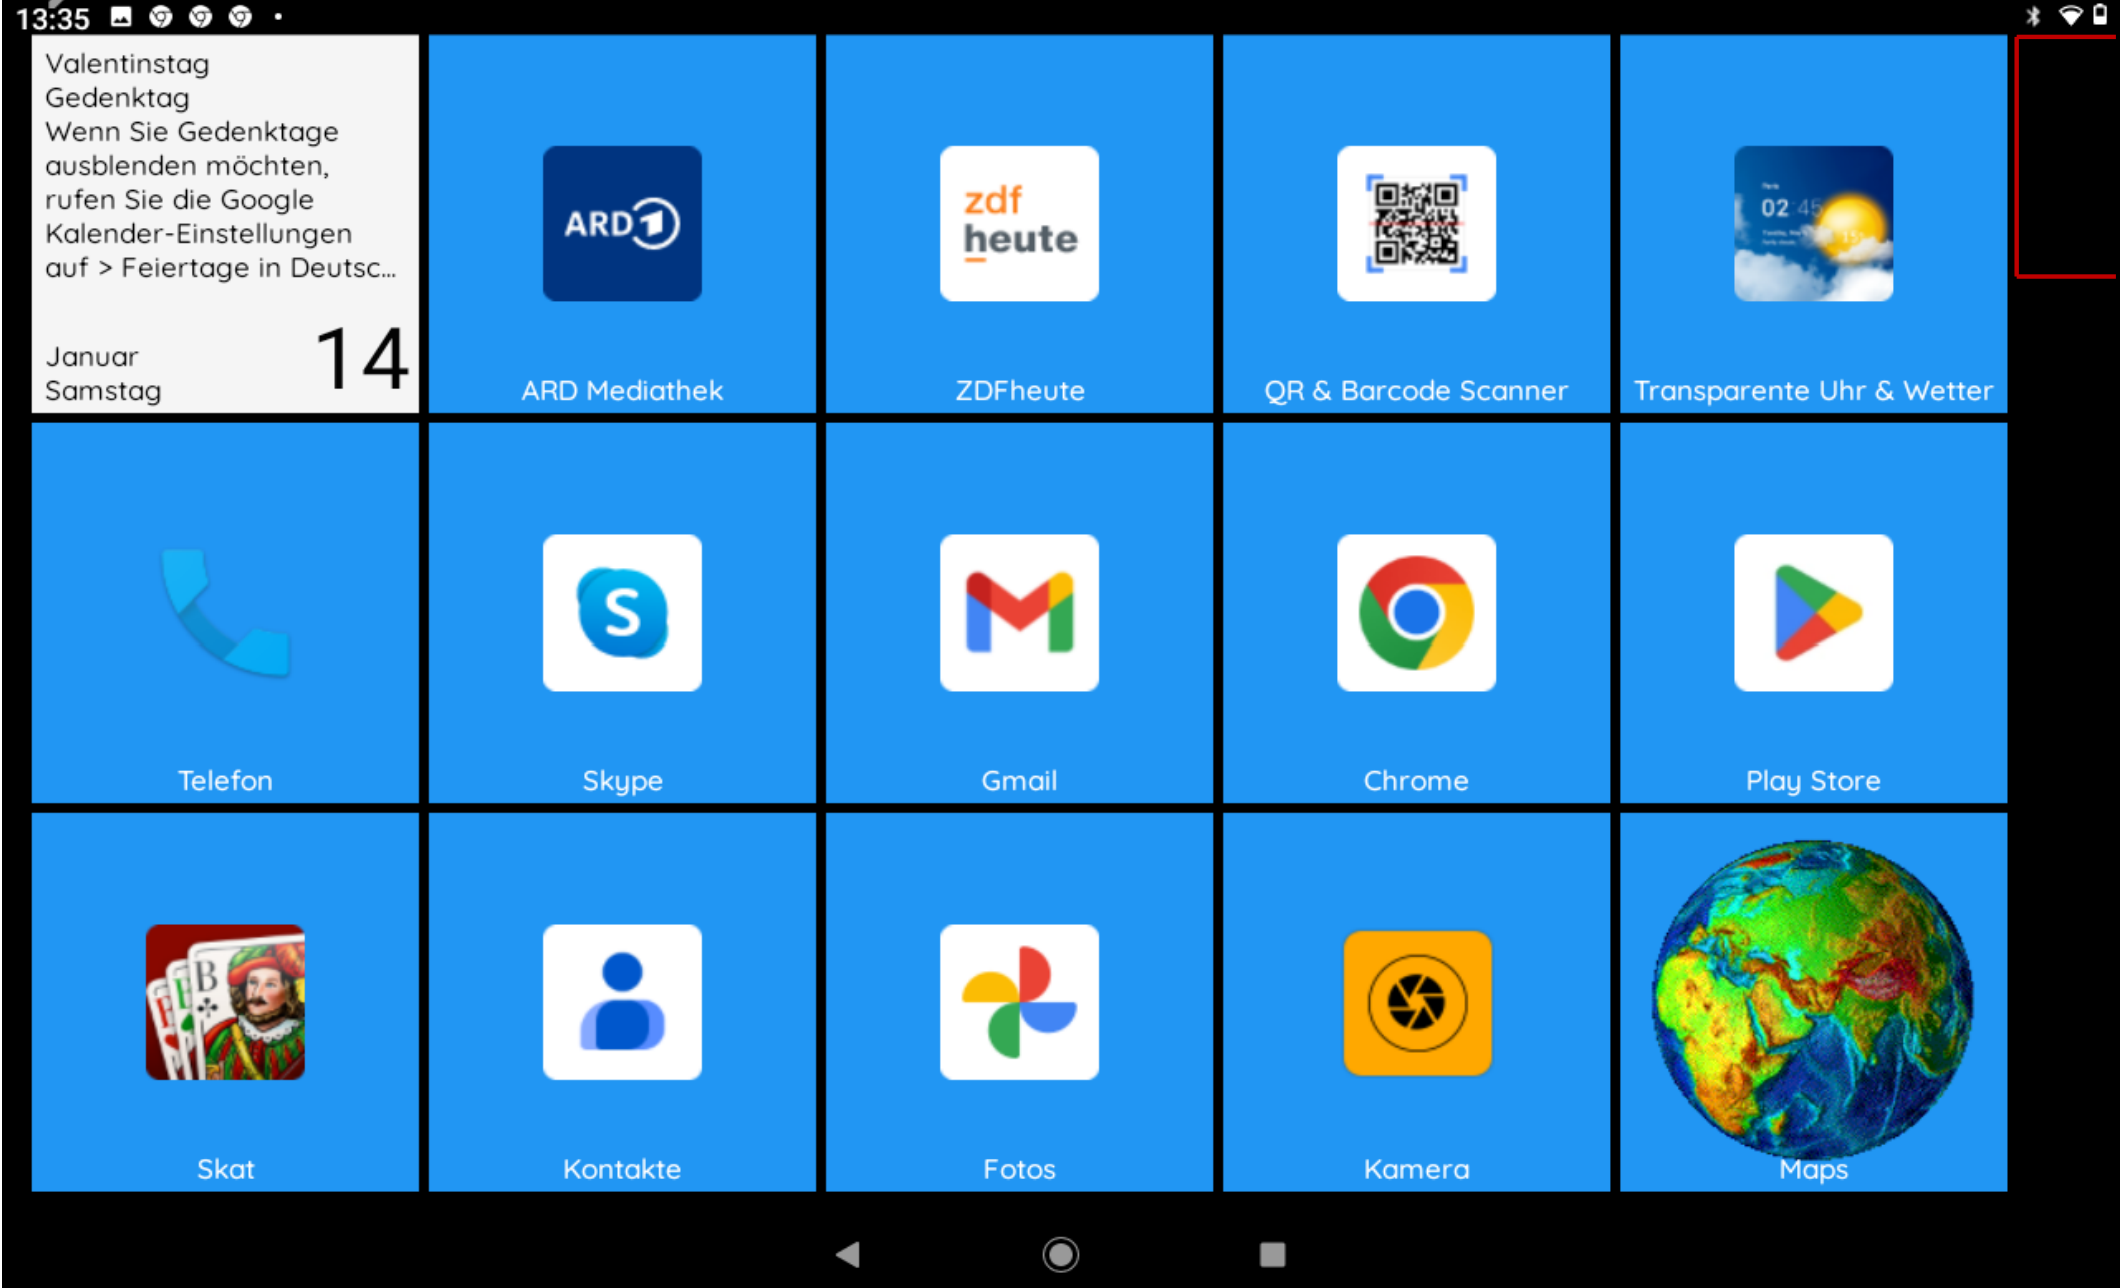 13:35
Valentinstag
Gedenktag
Wenn Sie Gedenktage
ausblenden möchten,
rufen Sie die Google
Kalender-Einstellungen
auf > Feiertage in Deutsc...
Januar
Samstag
14
ARD 1
ARD Mediathek
zdf
heute
ZDFheute
QR & Barcode Scanner
02:45
Transparente Uhr & Wetter
Telefon
S
Skype
Gmail
Chrome
Play Store
B
Skat
Kontakte
Fotos
Kamera
Maps